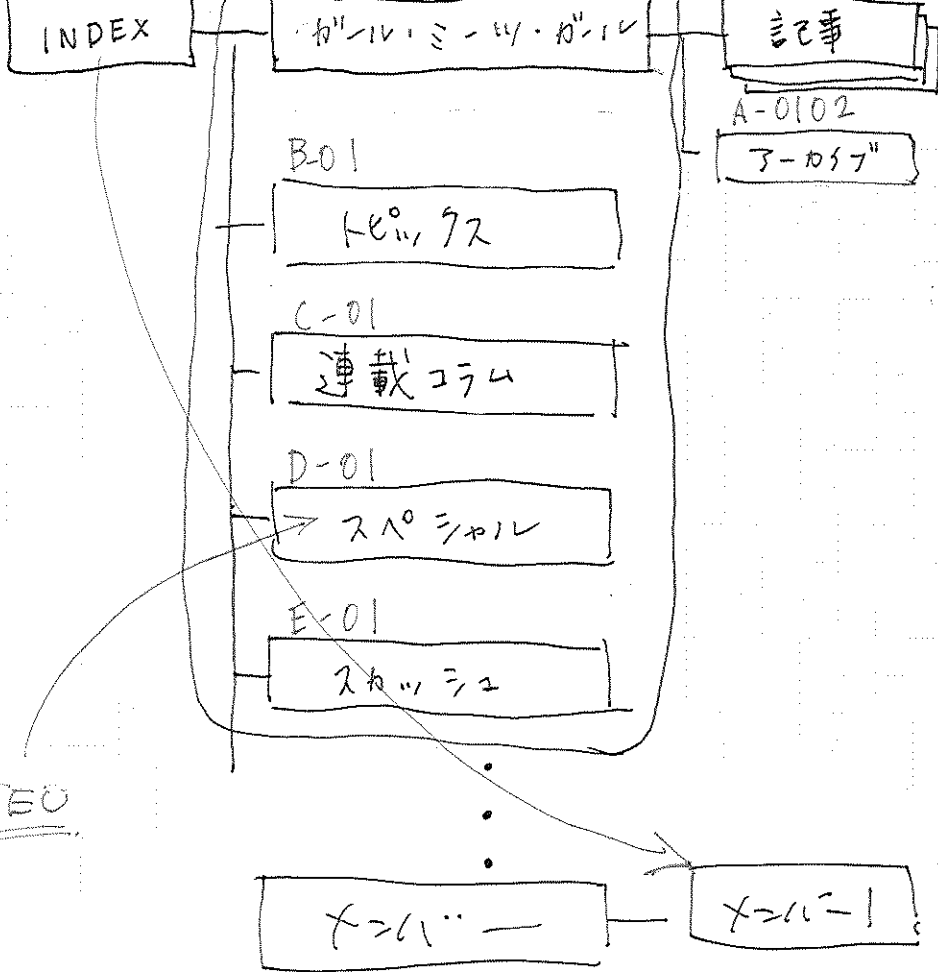 INDEX
ガール・ミーツ・ガール
記事
A-0102
アーカイブ
B-01
トピックス
C-01
連載コラム
D-01
スペシャル
E-01
スカッシュ
メンバー
メンバー1